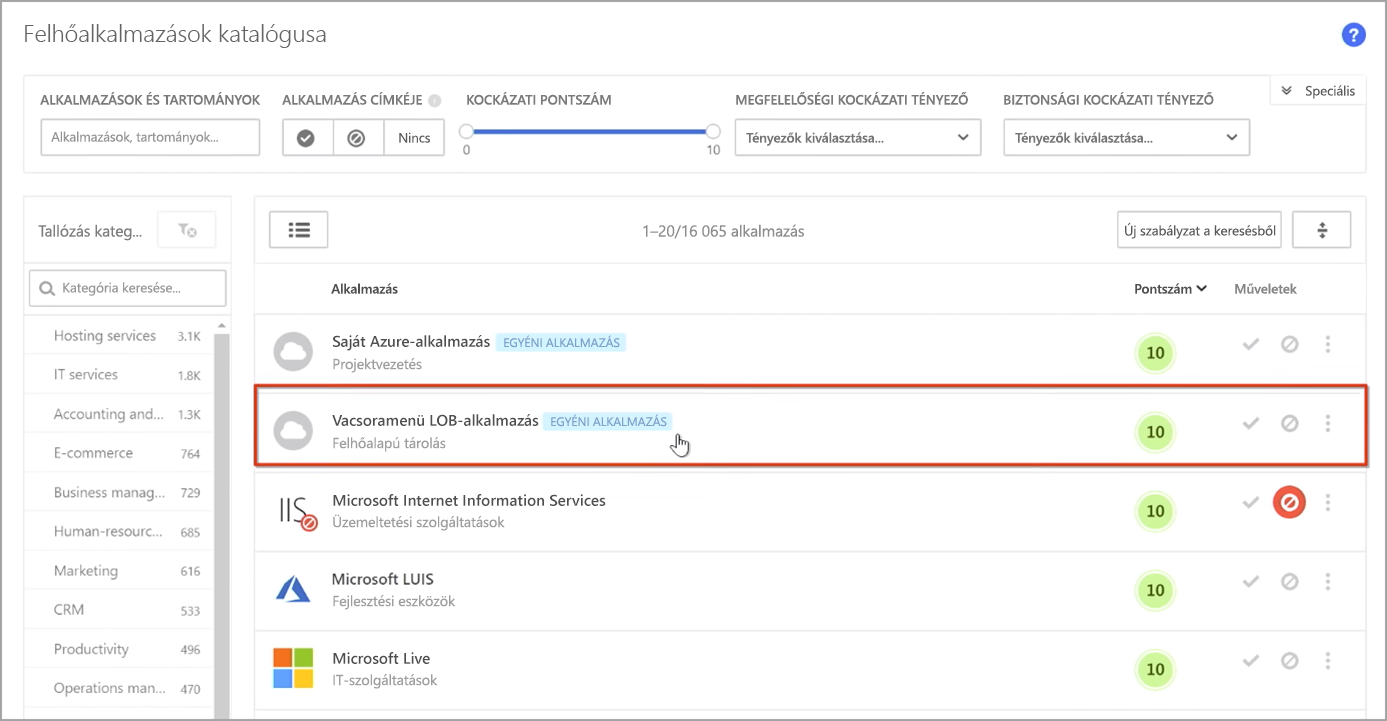 Felhőalkalmazások katalógusa
?
ALKALMAZÁSOK ÉS TARTOMÁNYOK
ALKALMAZÁS CÍMKÉJE
KOCKÁZATI PONTSZÁM
MEGFELELŐSÉGI KOCKÁZATI TÉNYEZŐ
BIZTONSÁGI KOCKÁZATI TÉNYEZŐ
Speciális
Alkalmazások, tartományok...
Nincs
0
10
Tényezők kiválasztása...
Tényezők kiválasztása...
Tallózás kateg...
1–20/16 065 alkalmazás
Új szabályzat a keresésből
Kategória keresése...
Alkalmazás
Pontszám
Műveletek
Hosting services 3.1K
IT services 1.8K
Accounting and... 1.3K
E-commerce 764
Business manag... 729
Human-resourc... 685
Marketing 616
CRM 533
Productivity 496
Operations man... 470
Saját Azure-alkalmazás EGYÉNI ALKALMAZÁS
Projektvezetés
10
Vacsoramenü LOB-alkalmazás EGYÉNI ALKALMAZÁS
Felhőalapú tárolás
10
IIS
Microsoft Internet Information Services
Üzemeltetési szolgáltatások
10
Microsoft LUIS
Fejlesztési eszközök
10
Microsoft Live
IT-szolgáltatások
10